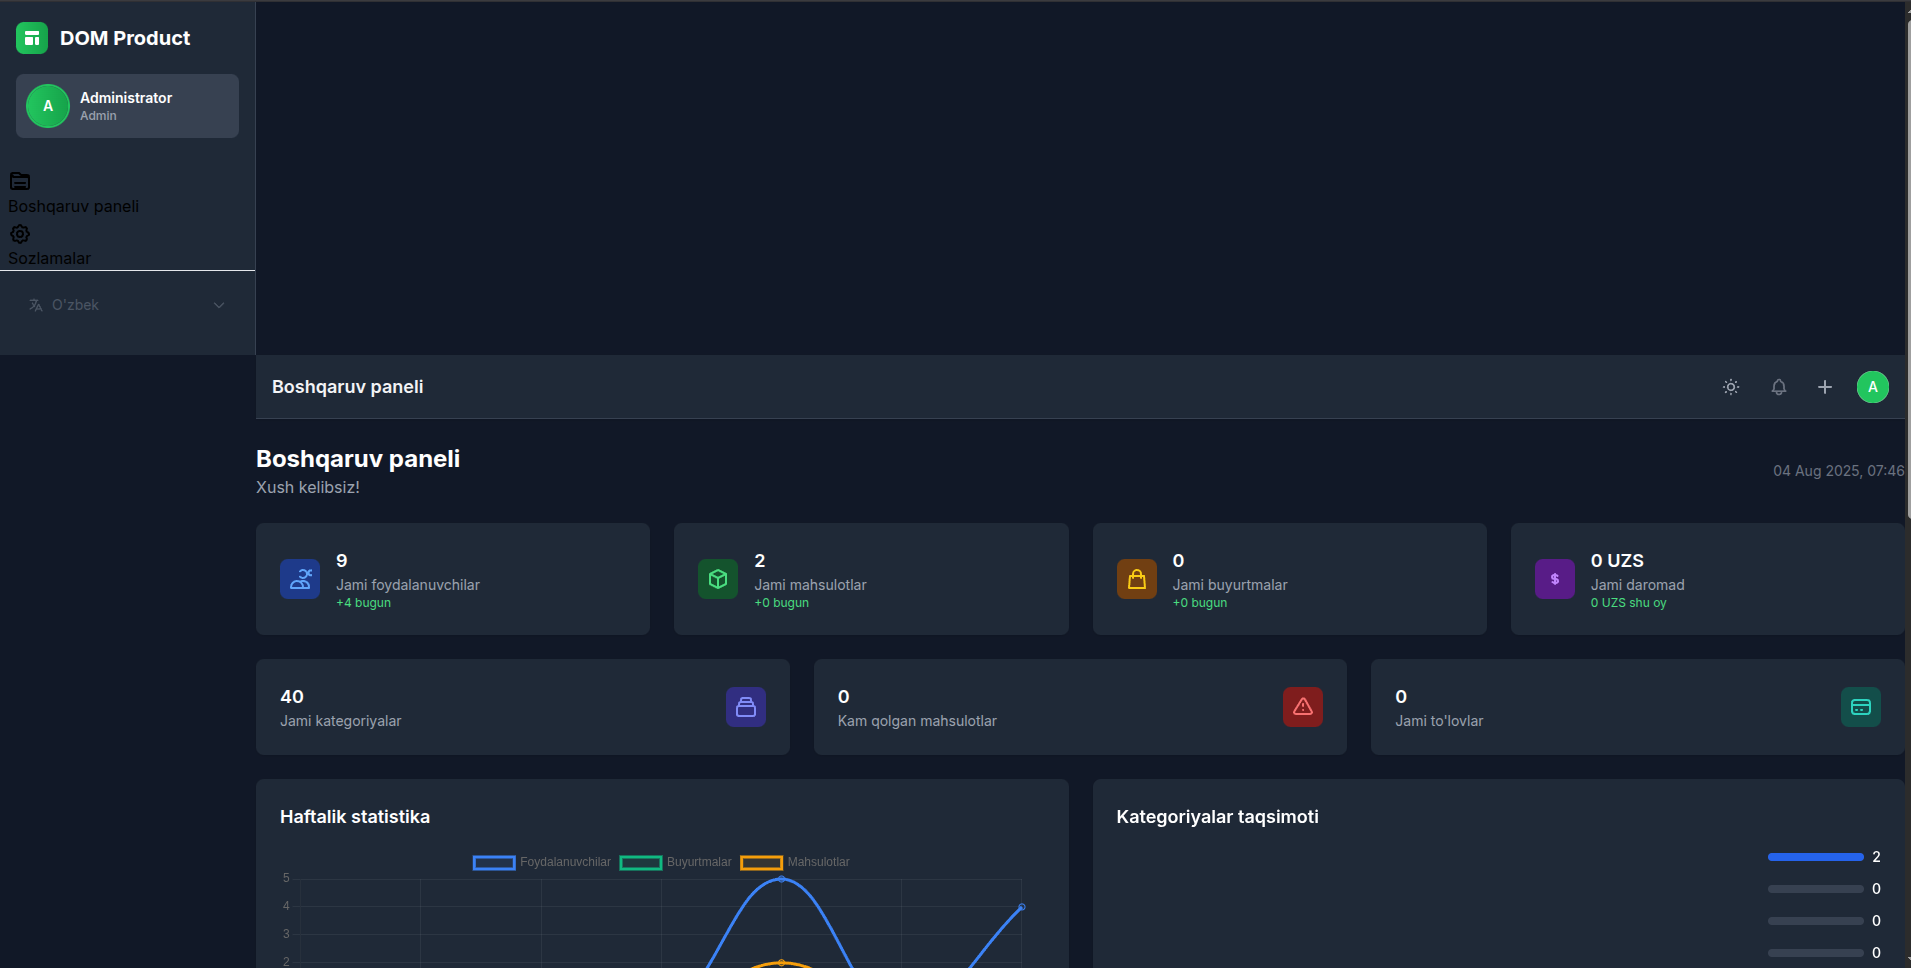 DOM Product
A
Administrator
Admin
Boshqaruv paneli
Sozlamalar
O'zbek
Boshqaruv paneli
A
Boshqaruv paneli
Xush kelibsiz!
04 Aug 2025, 07:46
9
Jami foydalanuvchilar
+4 bugun
2
Jami mahsulotlar
+0 bugun
0
Jami buyurtmalar
+0 bugun
$
0 UZS
Jami daromad
0 UZS shu oy
40
Jami kategoriyalar
0
Kam qolgan mahsulotlar
0
Jami to'lovlar
Haftalik statistika
Foydalanuvchilar Buyurtmalar Mahsulotlar
5
4
3
2
Kategoriyalar taqsimoti
2
0
0
0